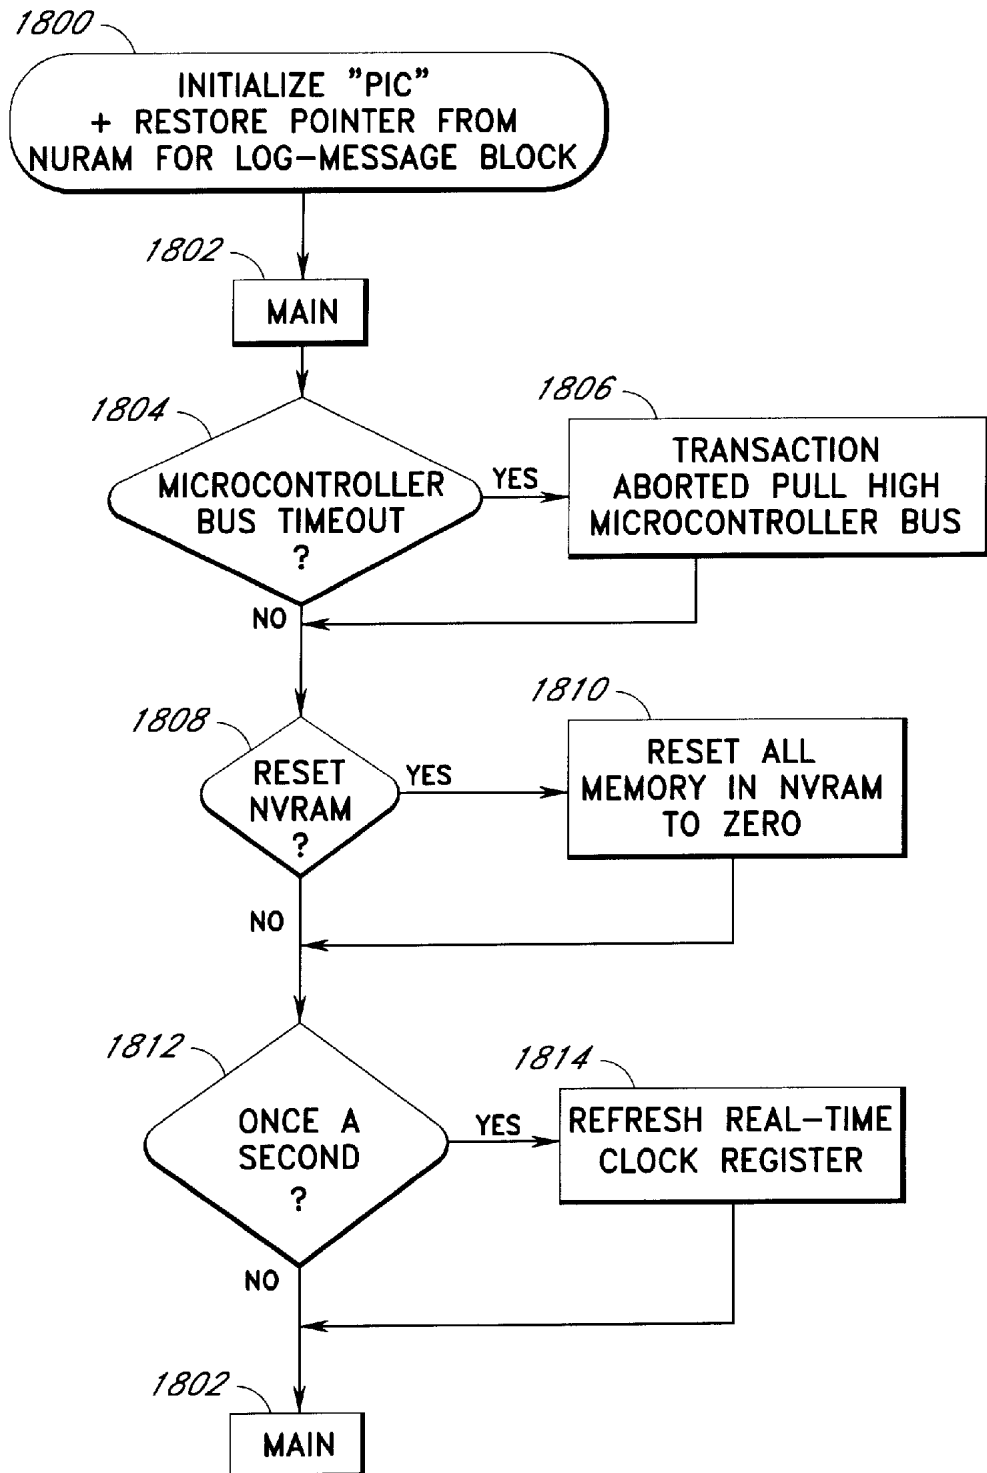 1800
INITIALIZE "PIC"
+ RESTORE POINTER FROM
NURAM FOR LOG-MESSAGE BLOCK
1802
MAIN
1804
MICROCONTROLLER
BUS TIMEOUT
?
YES
1806
TRANSACTION
ABORTED PULL HIGH
MICROCONTROLLER BUS
NO
1808
RESET
NVRAM
?
YES
1810
RESET ALL
MEMORY IN NVRAM
TO ZERO
NO
1812
ONCE A
SECOND
?
YES
1814
REFRESH REAL-TIME
CLOCK REGISTER
NO
1802
MAIN